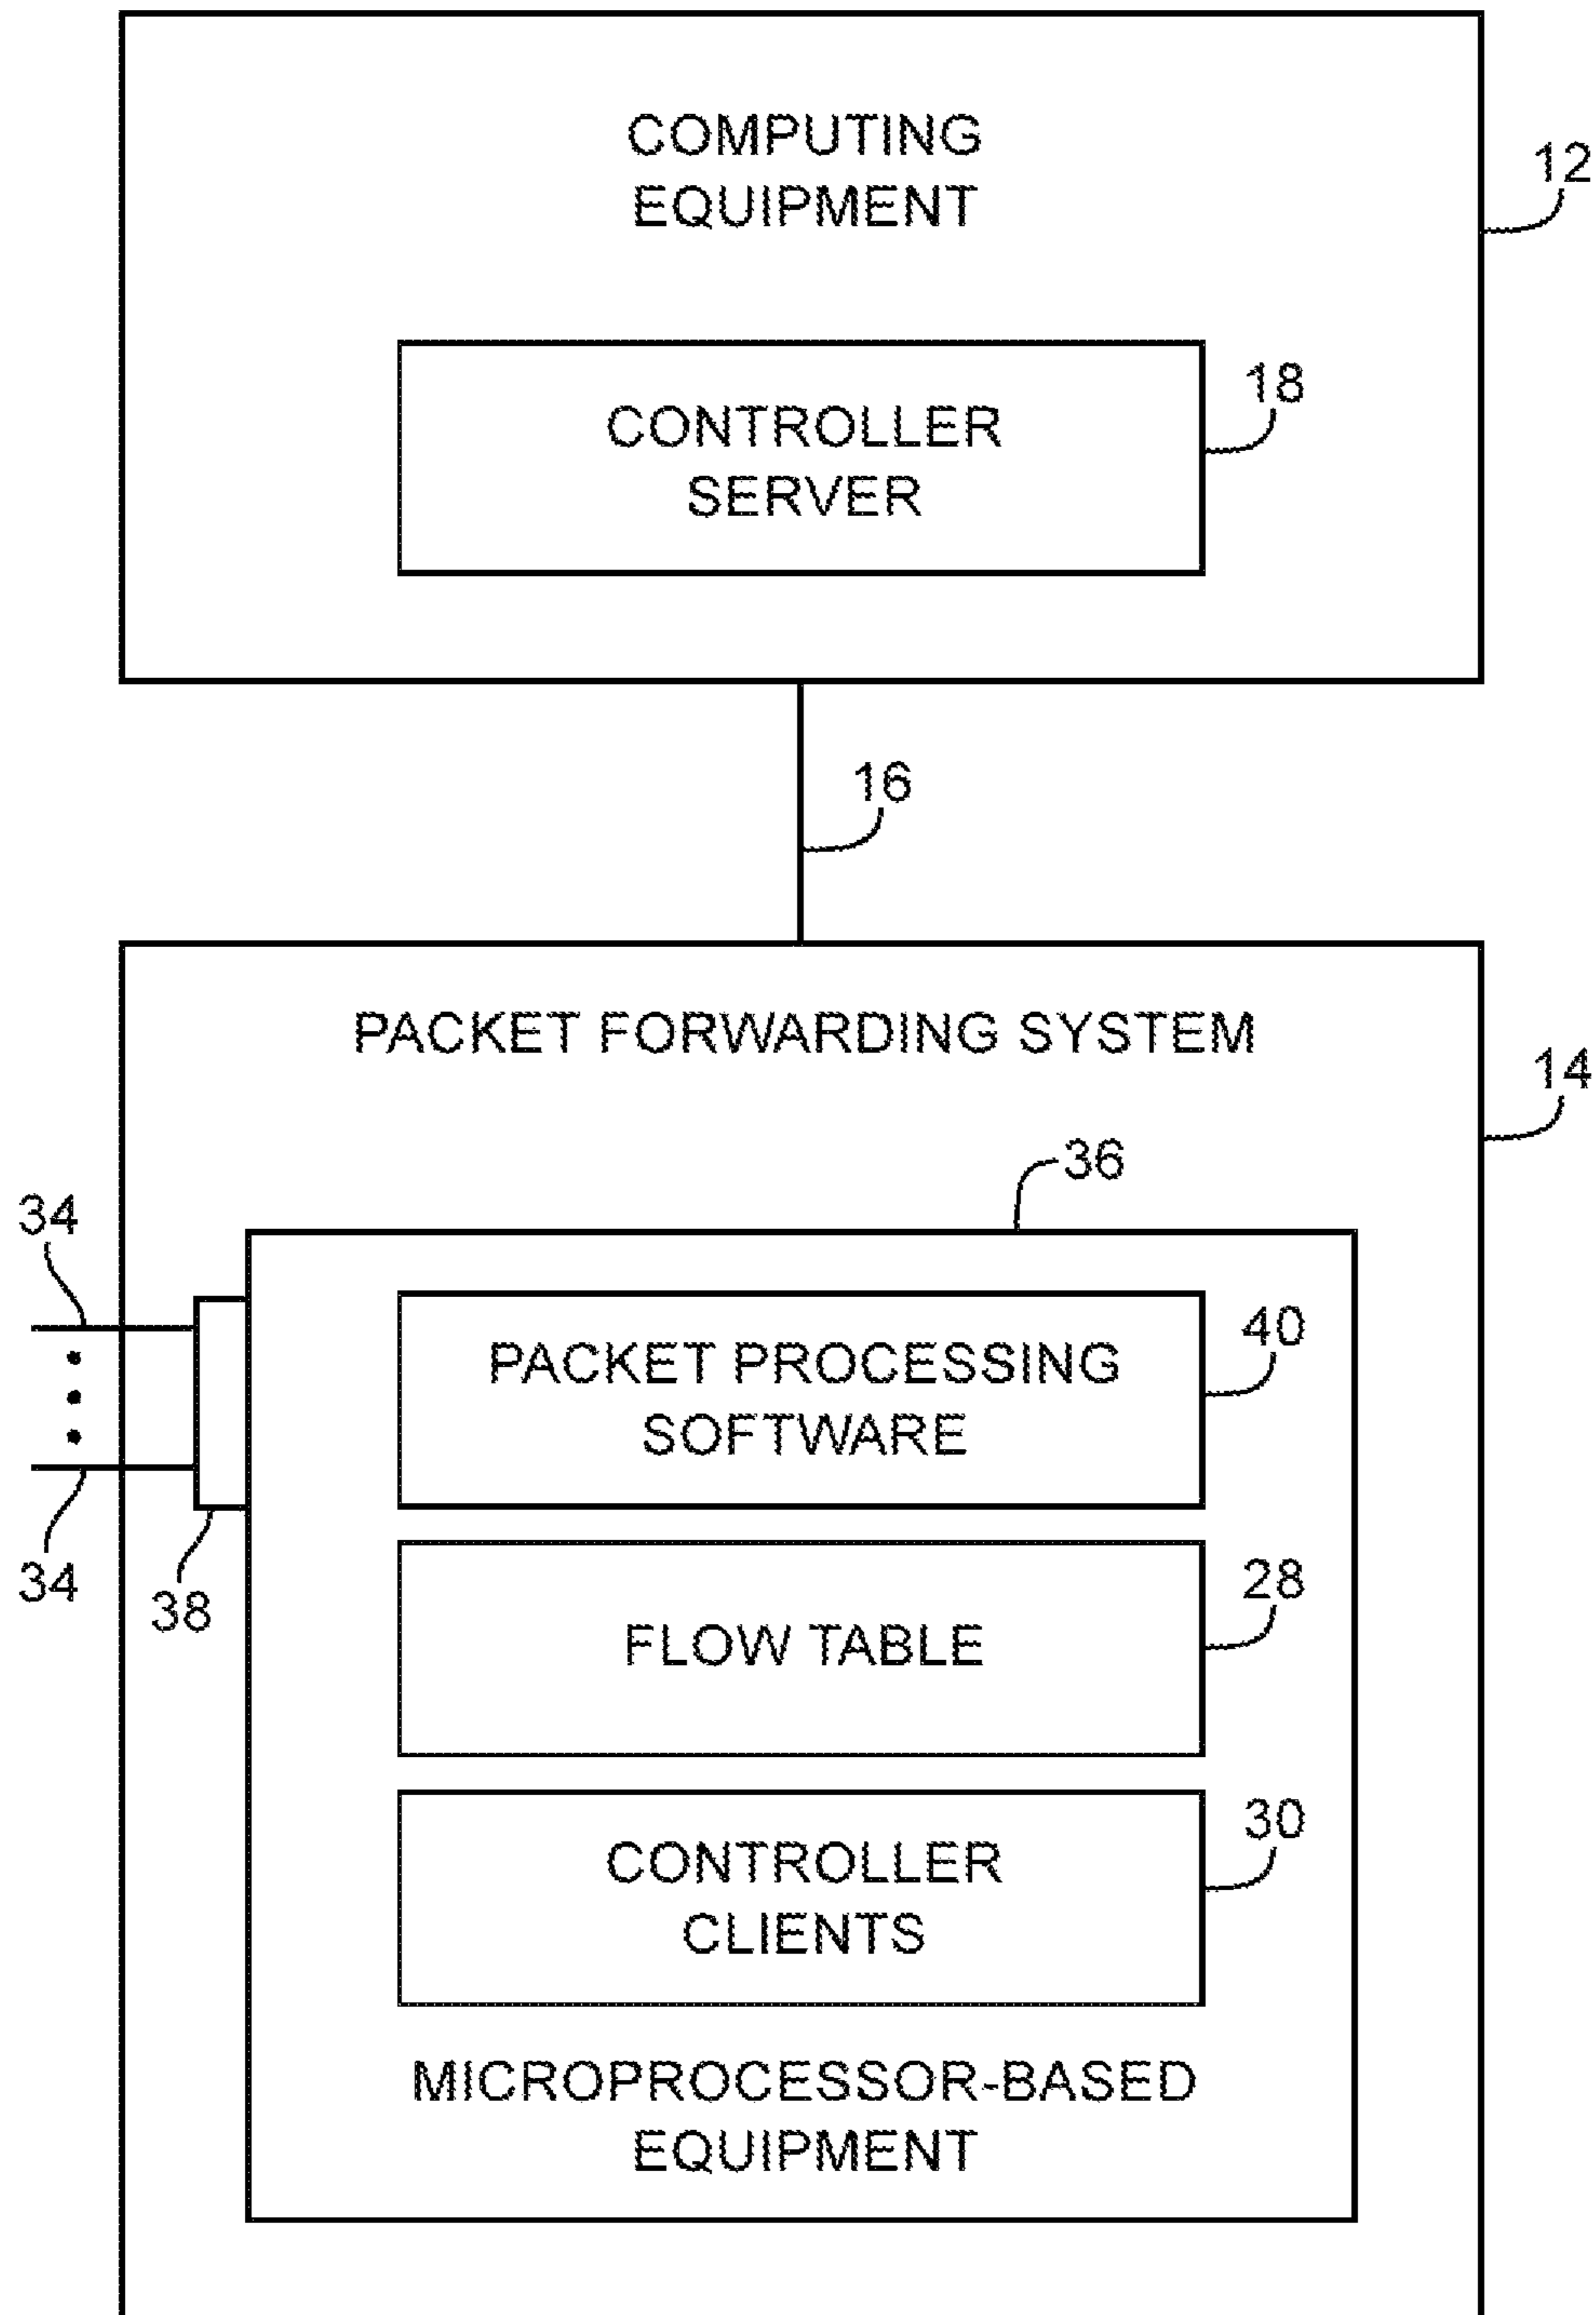 COMPUTING
EQUIPMENT
12
CONTROLLER
SERVER
18
16
PACKET FORWARDING SYSTEM
14
36
34
PACKET PROCESSING
SOFTWARE
40
34
38
FLOW TABLE
28
CONTROLLER
CLIENTS
30
MICROPROCESSOR-BASED
EQUIPMENT